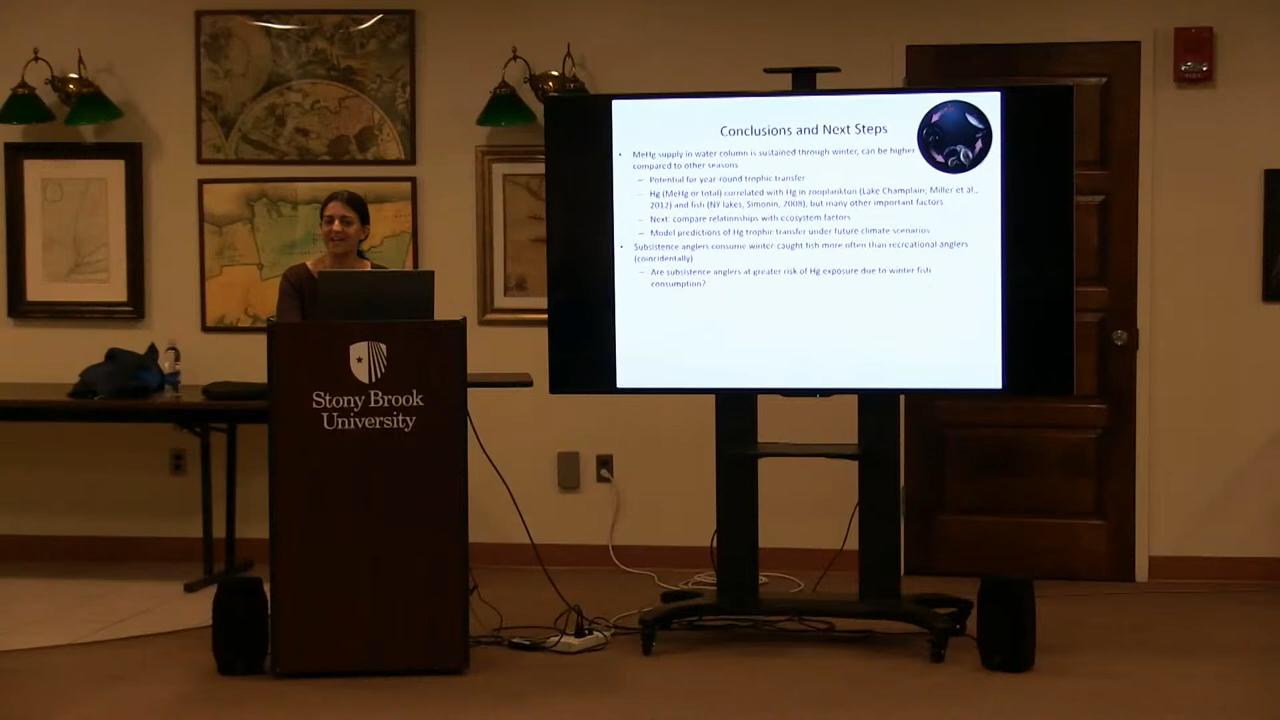 Conclusions and Next Steps
• MeHg supply in water column is sustained through winter, can be higher
compared to other seasons
– Potential for year-round trophic transfer
– Hg (MeHg or total) correlated with Hg in zooplankton (Lake Champlain; Miller et al.,
2012) and fish (NY lakes, Simonin, 2008), but many other important factors
– Next: compare relationships with ecosystem factors
– Model predictions of Hg trophic transfer under future climate scenarios
• Subsistence anglers consume winter caught fish more often than recreational anglers
(coincidentally)
– Are subsistence anglers at greater risk of Hg exposure due to winter fish
consumption?
Stony Brook
University